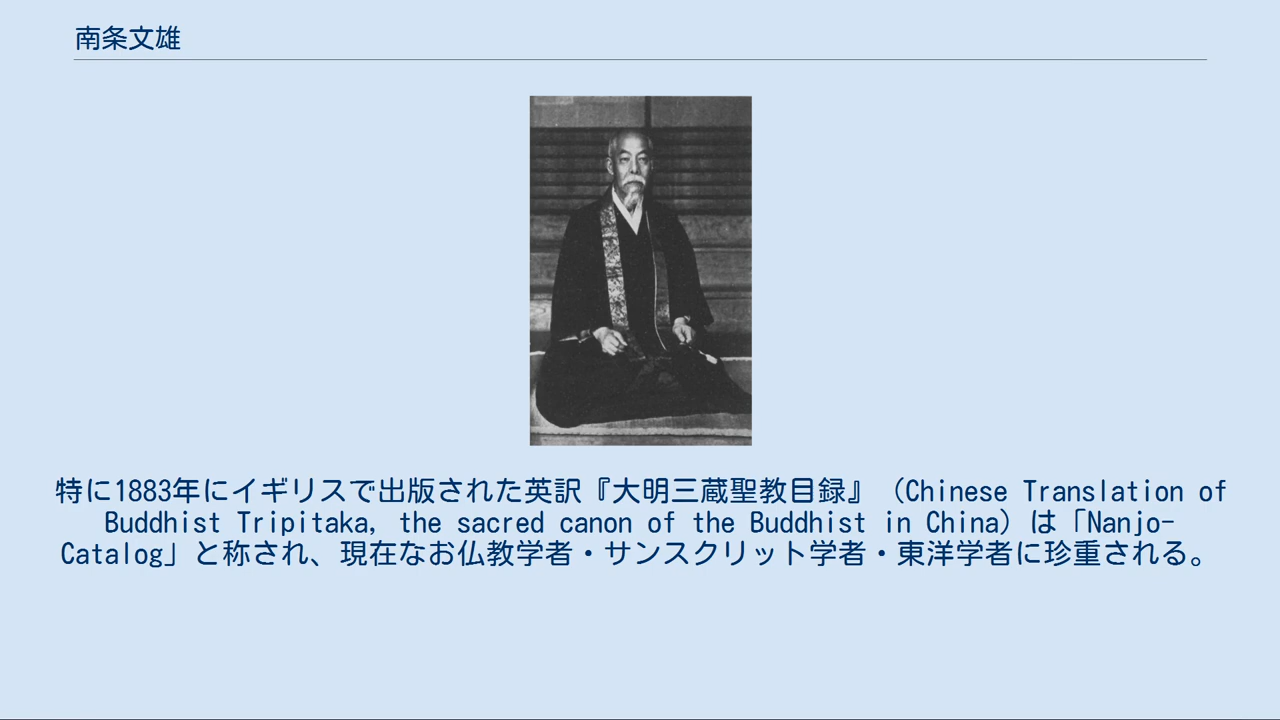 南条文雄
特に1883年にイギリスで出版された英訳『大明三蔵聖教目録』（Chinese Translation of
Buddhist Tripitaka, the sacred canon of the Buddhist in China）は「Nanjo-
Catalog」と称され、現在なお仏教学者・サンスクリット学者・東洋学者に珍重される。